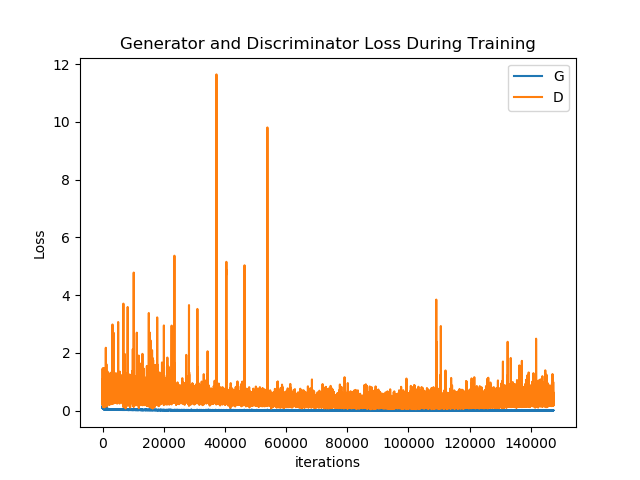 Generator and Discriminator Loss During Training
12
10
8
6
4
2
0
Loss
G
D
0 20000 40000 60000 80000 100000 120000 140000
iterations